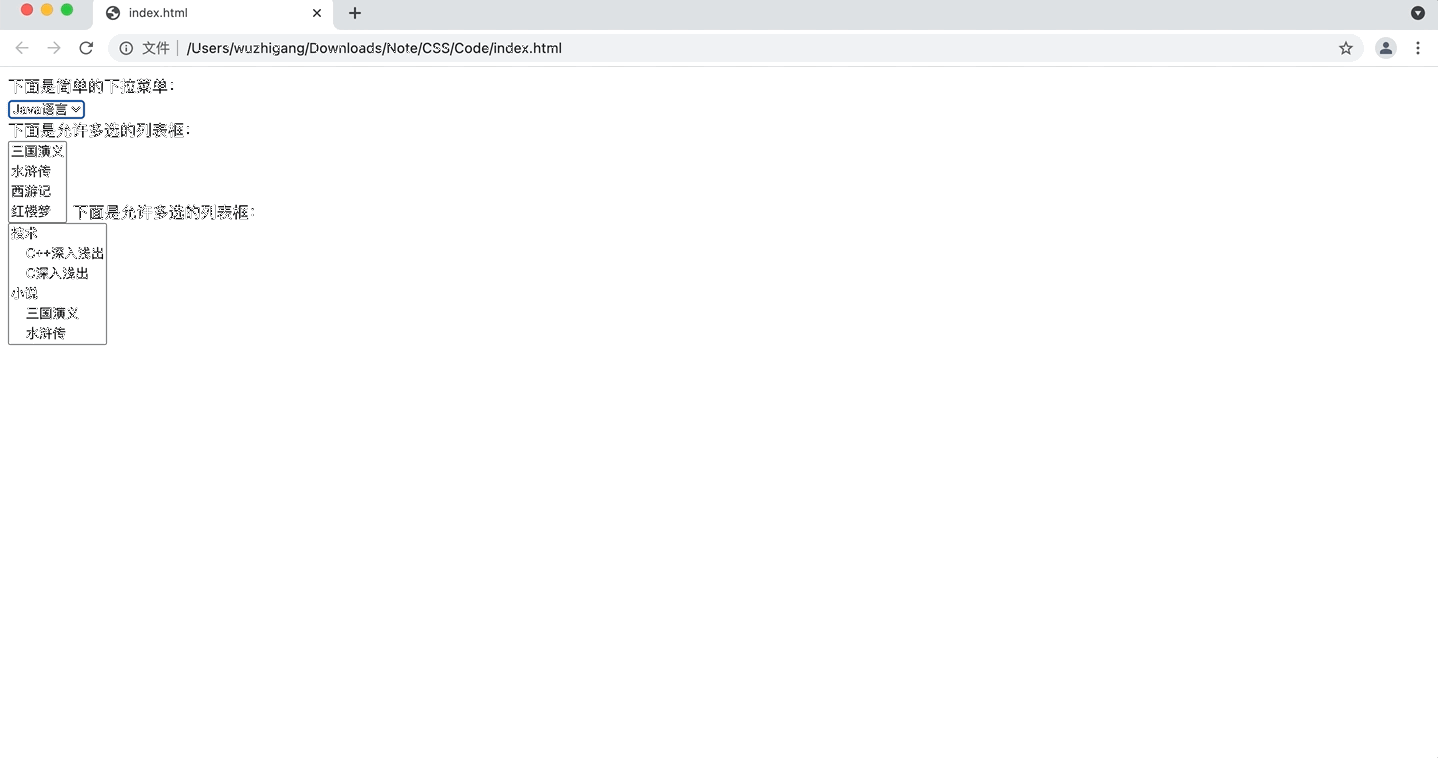 index.html
文件 /Users/wuzhigang/Downloads/Note/CSS/Code/index.html
下面是简单的下拉菜单：
Java语言
下面是允许多选的列表框：
三国演义
水浒传
西游记
红楼梦 下面是允许多选的列表框：
技术
C++深入浅出
C深入浅出
小说
三国演义
水浒传